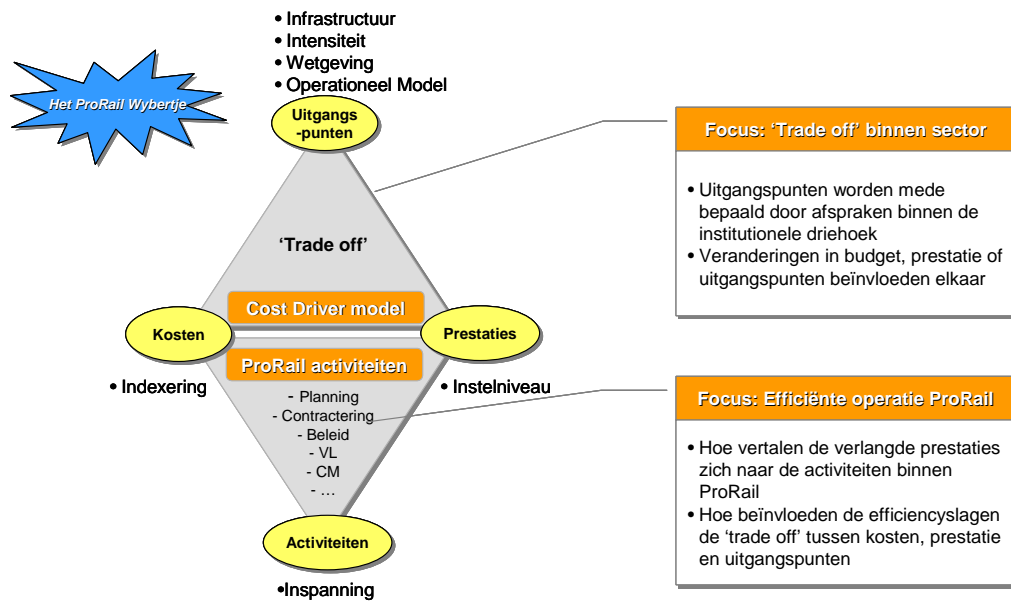 • Infrastructuur
• Intensiteit
• Wetgeving
• Operationeel Model
Het ProRail Wybertje
Uitgangs
-punten
‘Trade off’
Cost Driver model
Kosten
Prestaties
ProRail activiteiten
• Indexering
• Instelniveau
- Planning
- Contractering
- Beleid
- VL
- CM
- ...
Activiteiten
•Inspanning
Focus: ‘Trade off’ binnen sector
• Uitgangspunten worden mede
bepaald door afspraken binnen de
institutionele driehoek
• Veranderingen in budget, prestatie of
uitgangspunten beïnvloeden elkaar
Focus: Efficiënte operatie ProRail
• Hoe vertalen de verlangde prestaties
zich naar de activiteiten binnen
ProRail
• Hoe beïnvloeden de efficiencyslagen
de ‘trade off’ tussen kosten, prestatie
en uitgangspunten